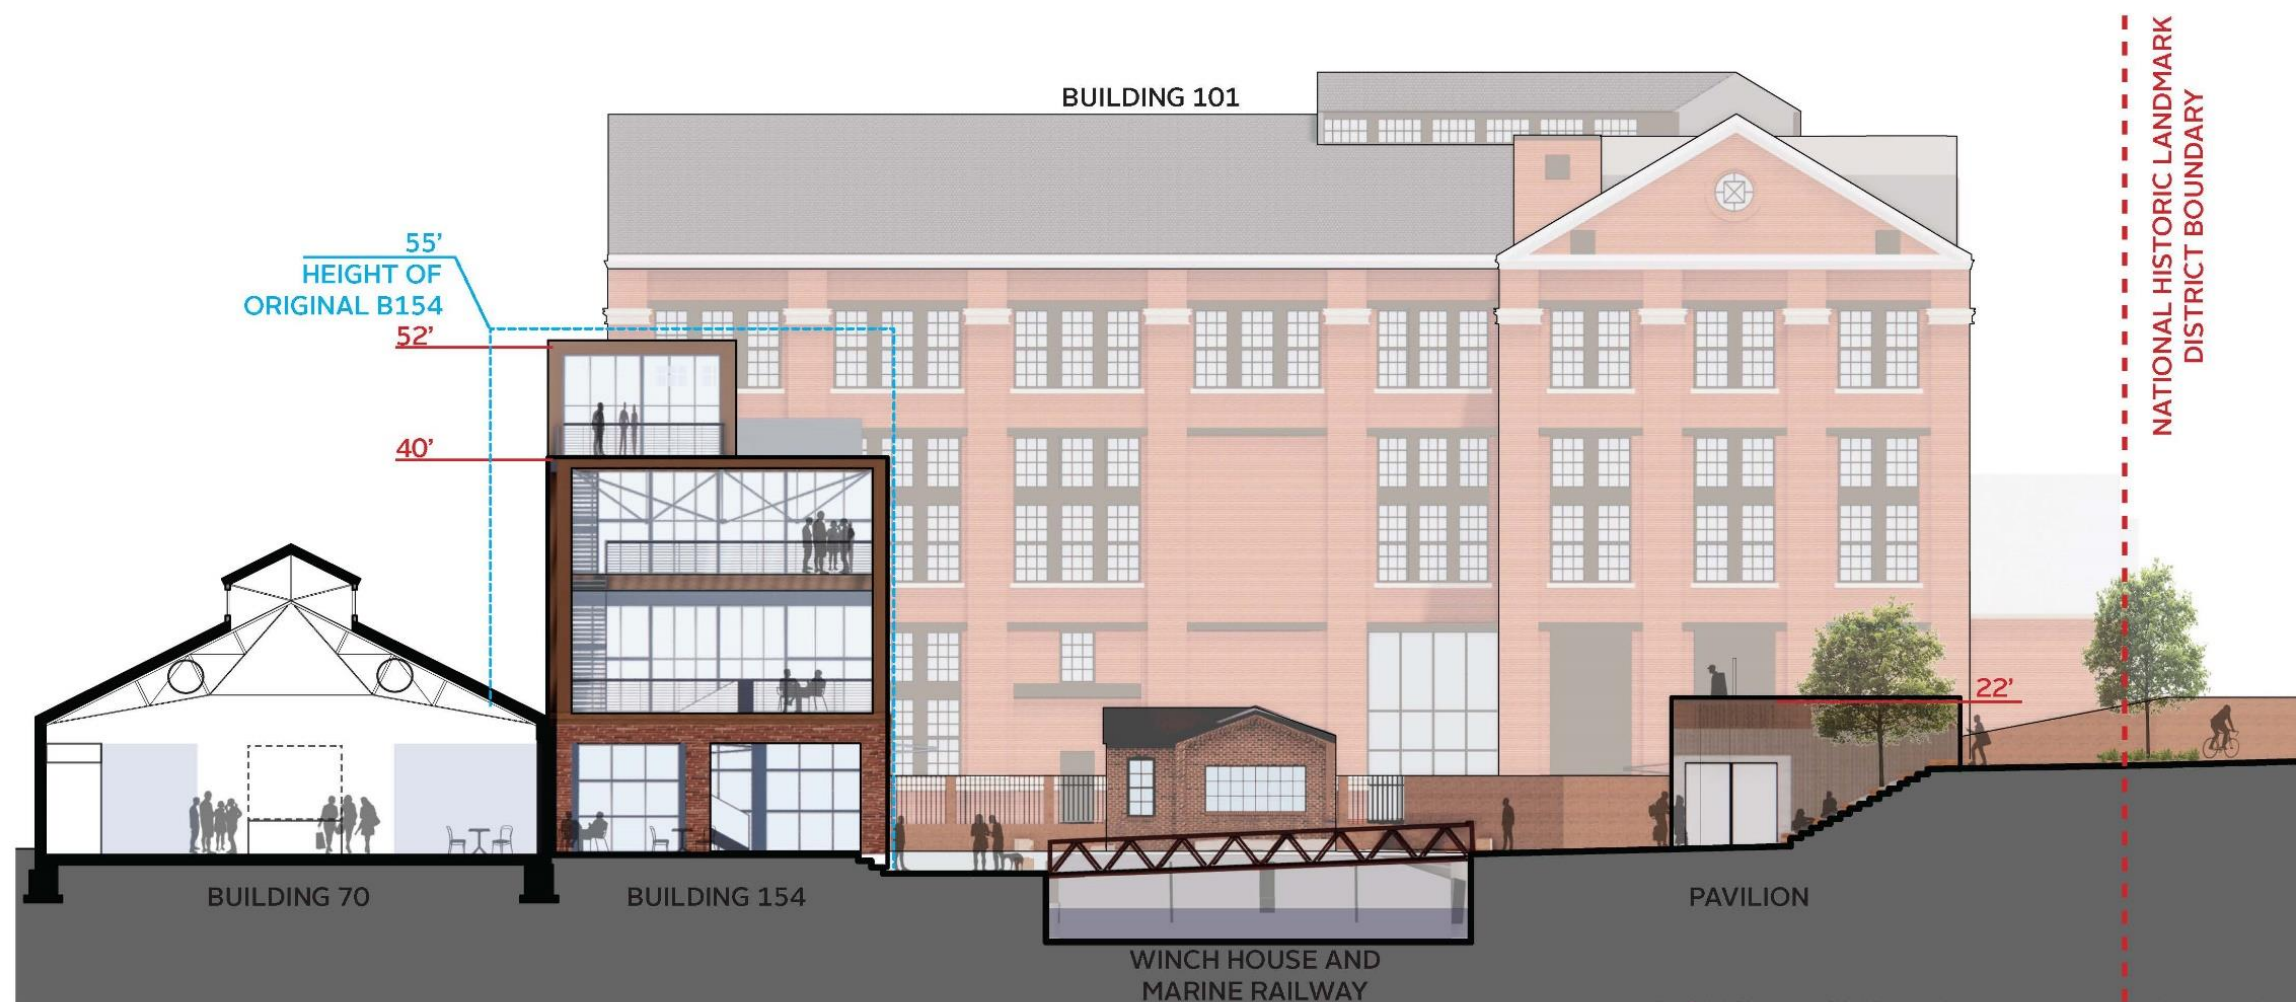 BUILDING 101
NATIONAL HISTORIC LANDMARK
DISTRICT BOUNDARY
55’
HEIGHT OF
ORIGINAL B154
52’
40’
22’
BUILDING 70
BUILDING 154
PAVILION
WINCH HOUSE AND
MARINE RAILWAY